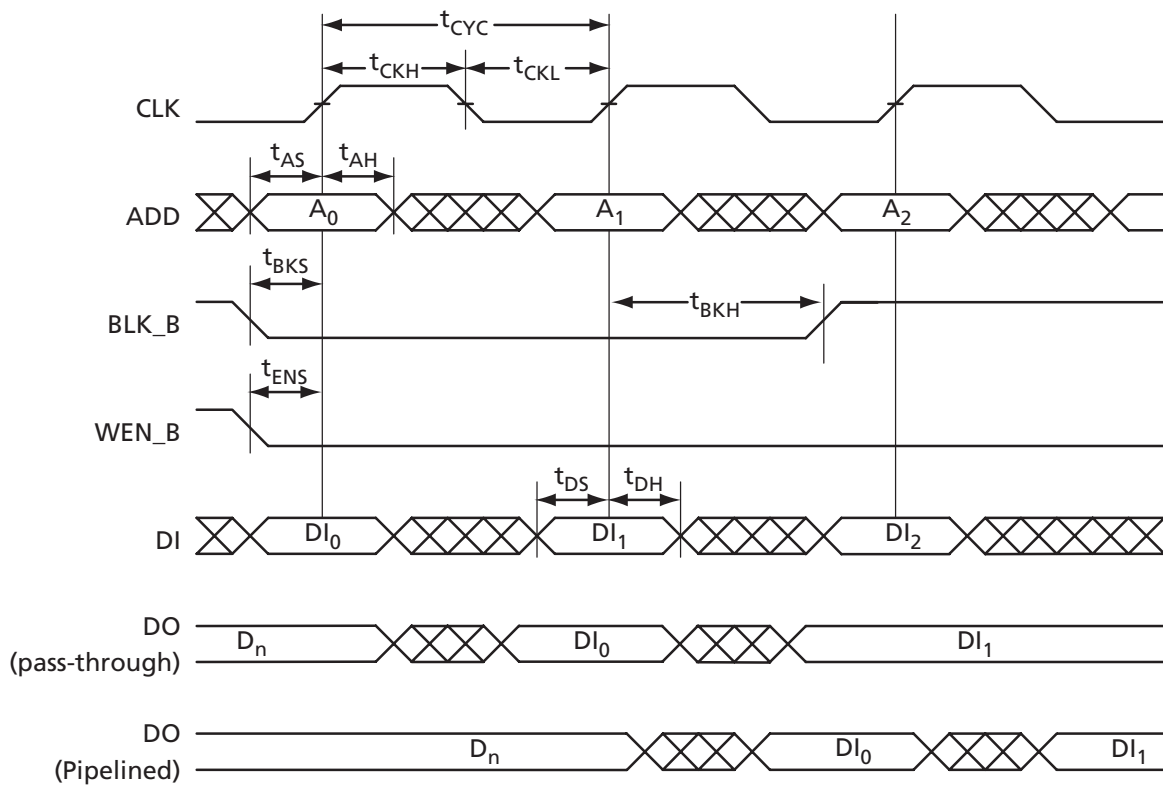 tCYC
tCKH tCKL
CLK
tAS tAH
ADD A0 A1 A2
tBKS
tBKH
BLK_B
tENS
WEN_B
tDS tDH
DI DI0 DI1 DI2
DO
(pass-through)
Dn DI0 DI1
DO
(Pipelined)
Dn DI0 DI1